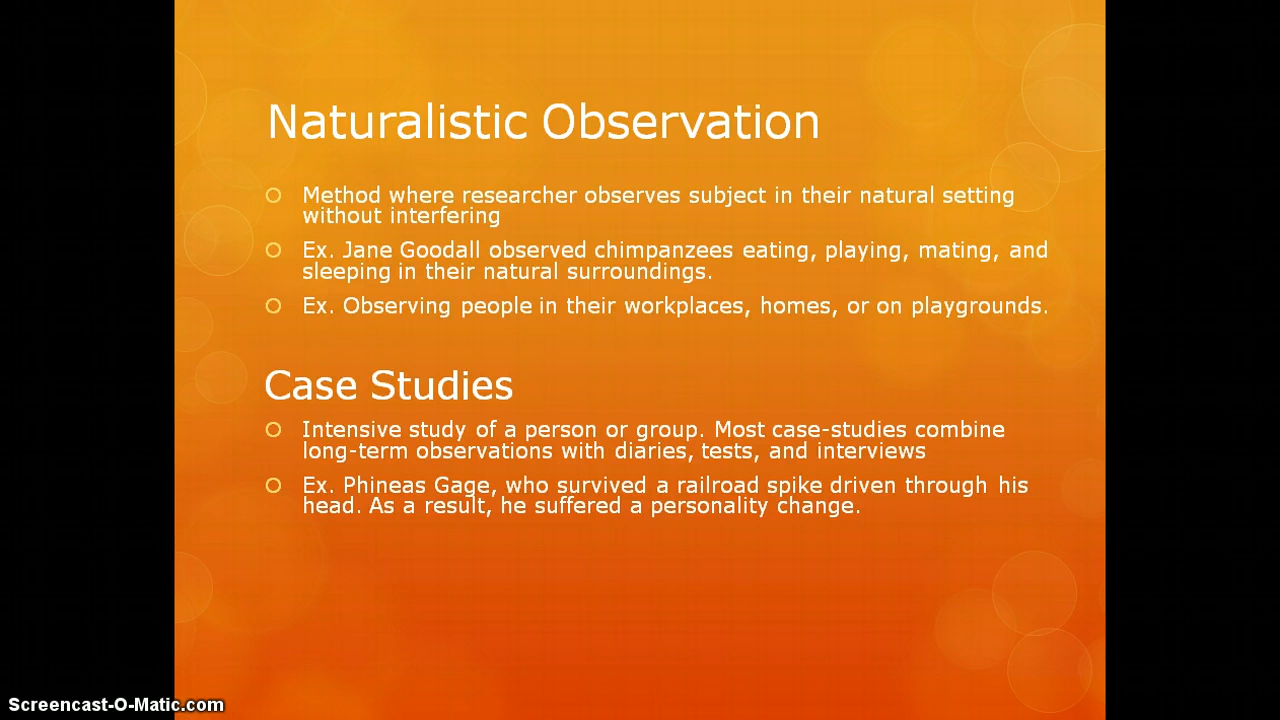 Naturalistic Observation
Method where researcher observes subject in their natural setting
without interfering
Ex. Jane Goodall observed chimpanzees eating, playing, mating, and
sleeping in their natural surroundings.
Ex. Observing people in their workplaces, homes, or on playgrounds.
Case Studies
Intensive study of a person or group. Most case-studies combine
long-term observations with diaries, tests, and interviews
Ex. Phineas Gage, who survived a railroad spike driven through his
head. As a result, he suffered a personality change.
Screencast-O-Matic.com